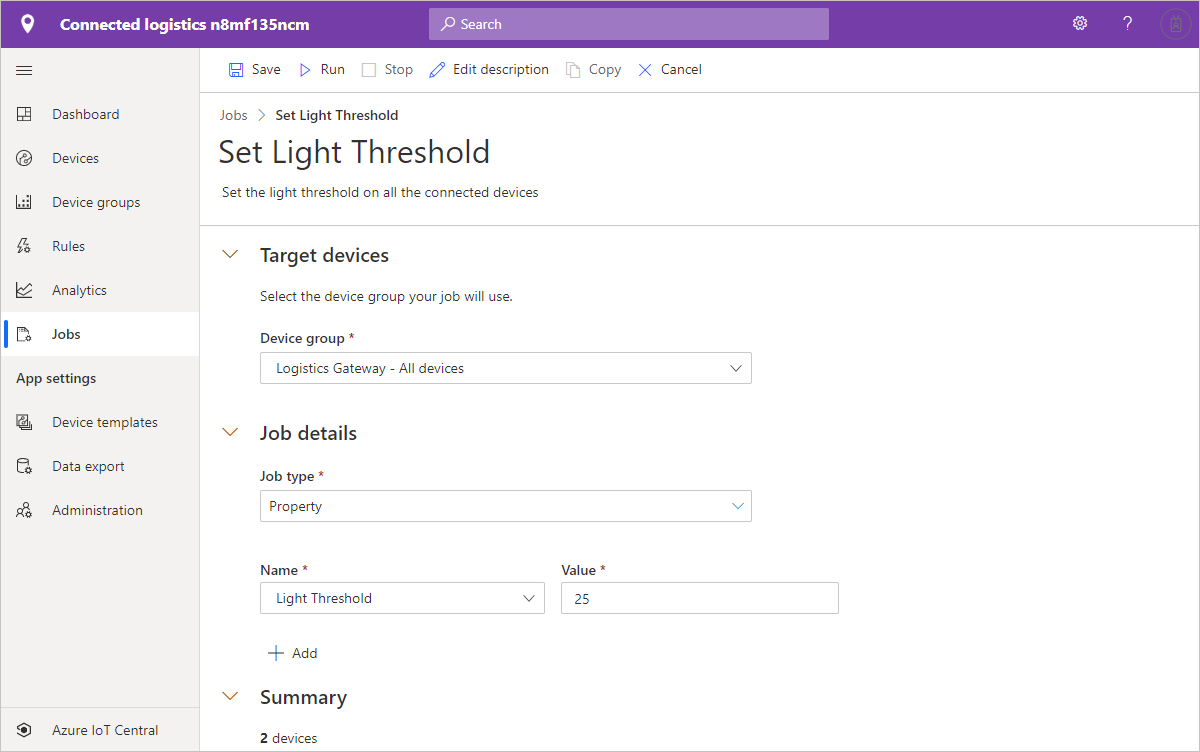 Connected logistics n8mf135ncm
Search
?
Save Run Stop Edit description Copy Cancel
Dashboard
Devices
Device groups
Rules
Analytics
Jobs
App settings
Device templates
Data export
Administration
Azure IoT Central
Jobs > Set Light Threshold
Set Light Threshold
Set the light threshold on all the connected devices
Target devices
Select the device group your job will use.
Device group *
Logistics Gateway - All devices
Job details
Job type *
Property
Name * Value *
Light Threshold 25
+ Add
Summary
2 devices